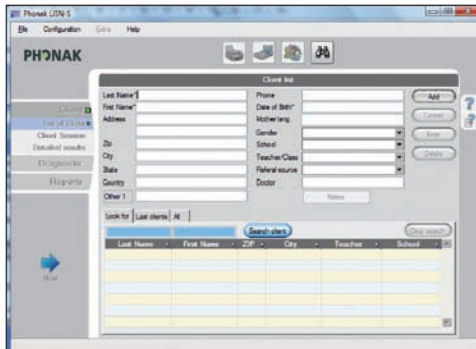 Phonak LiSN-S
File Configuration Extra Help
PHONAK
Client list
Last Name*
First Name*
Address
Zip
City
State
Country
Other 1
Phone
Date of Birth*
Mother lang.
Gender
School
Teacher/Class
Referral source
Doctor
Notes
Add
Cancel
New
Delete
Client
List of Client
Client Session
Detailed results
Diagnostic
Reports
Next
Look for Last clients All
Search client
Clear search
Last Name First Name ZIP City Teacher School